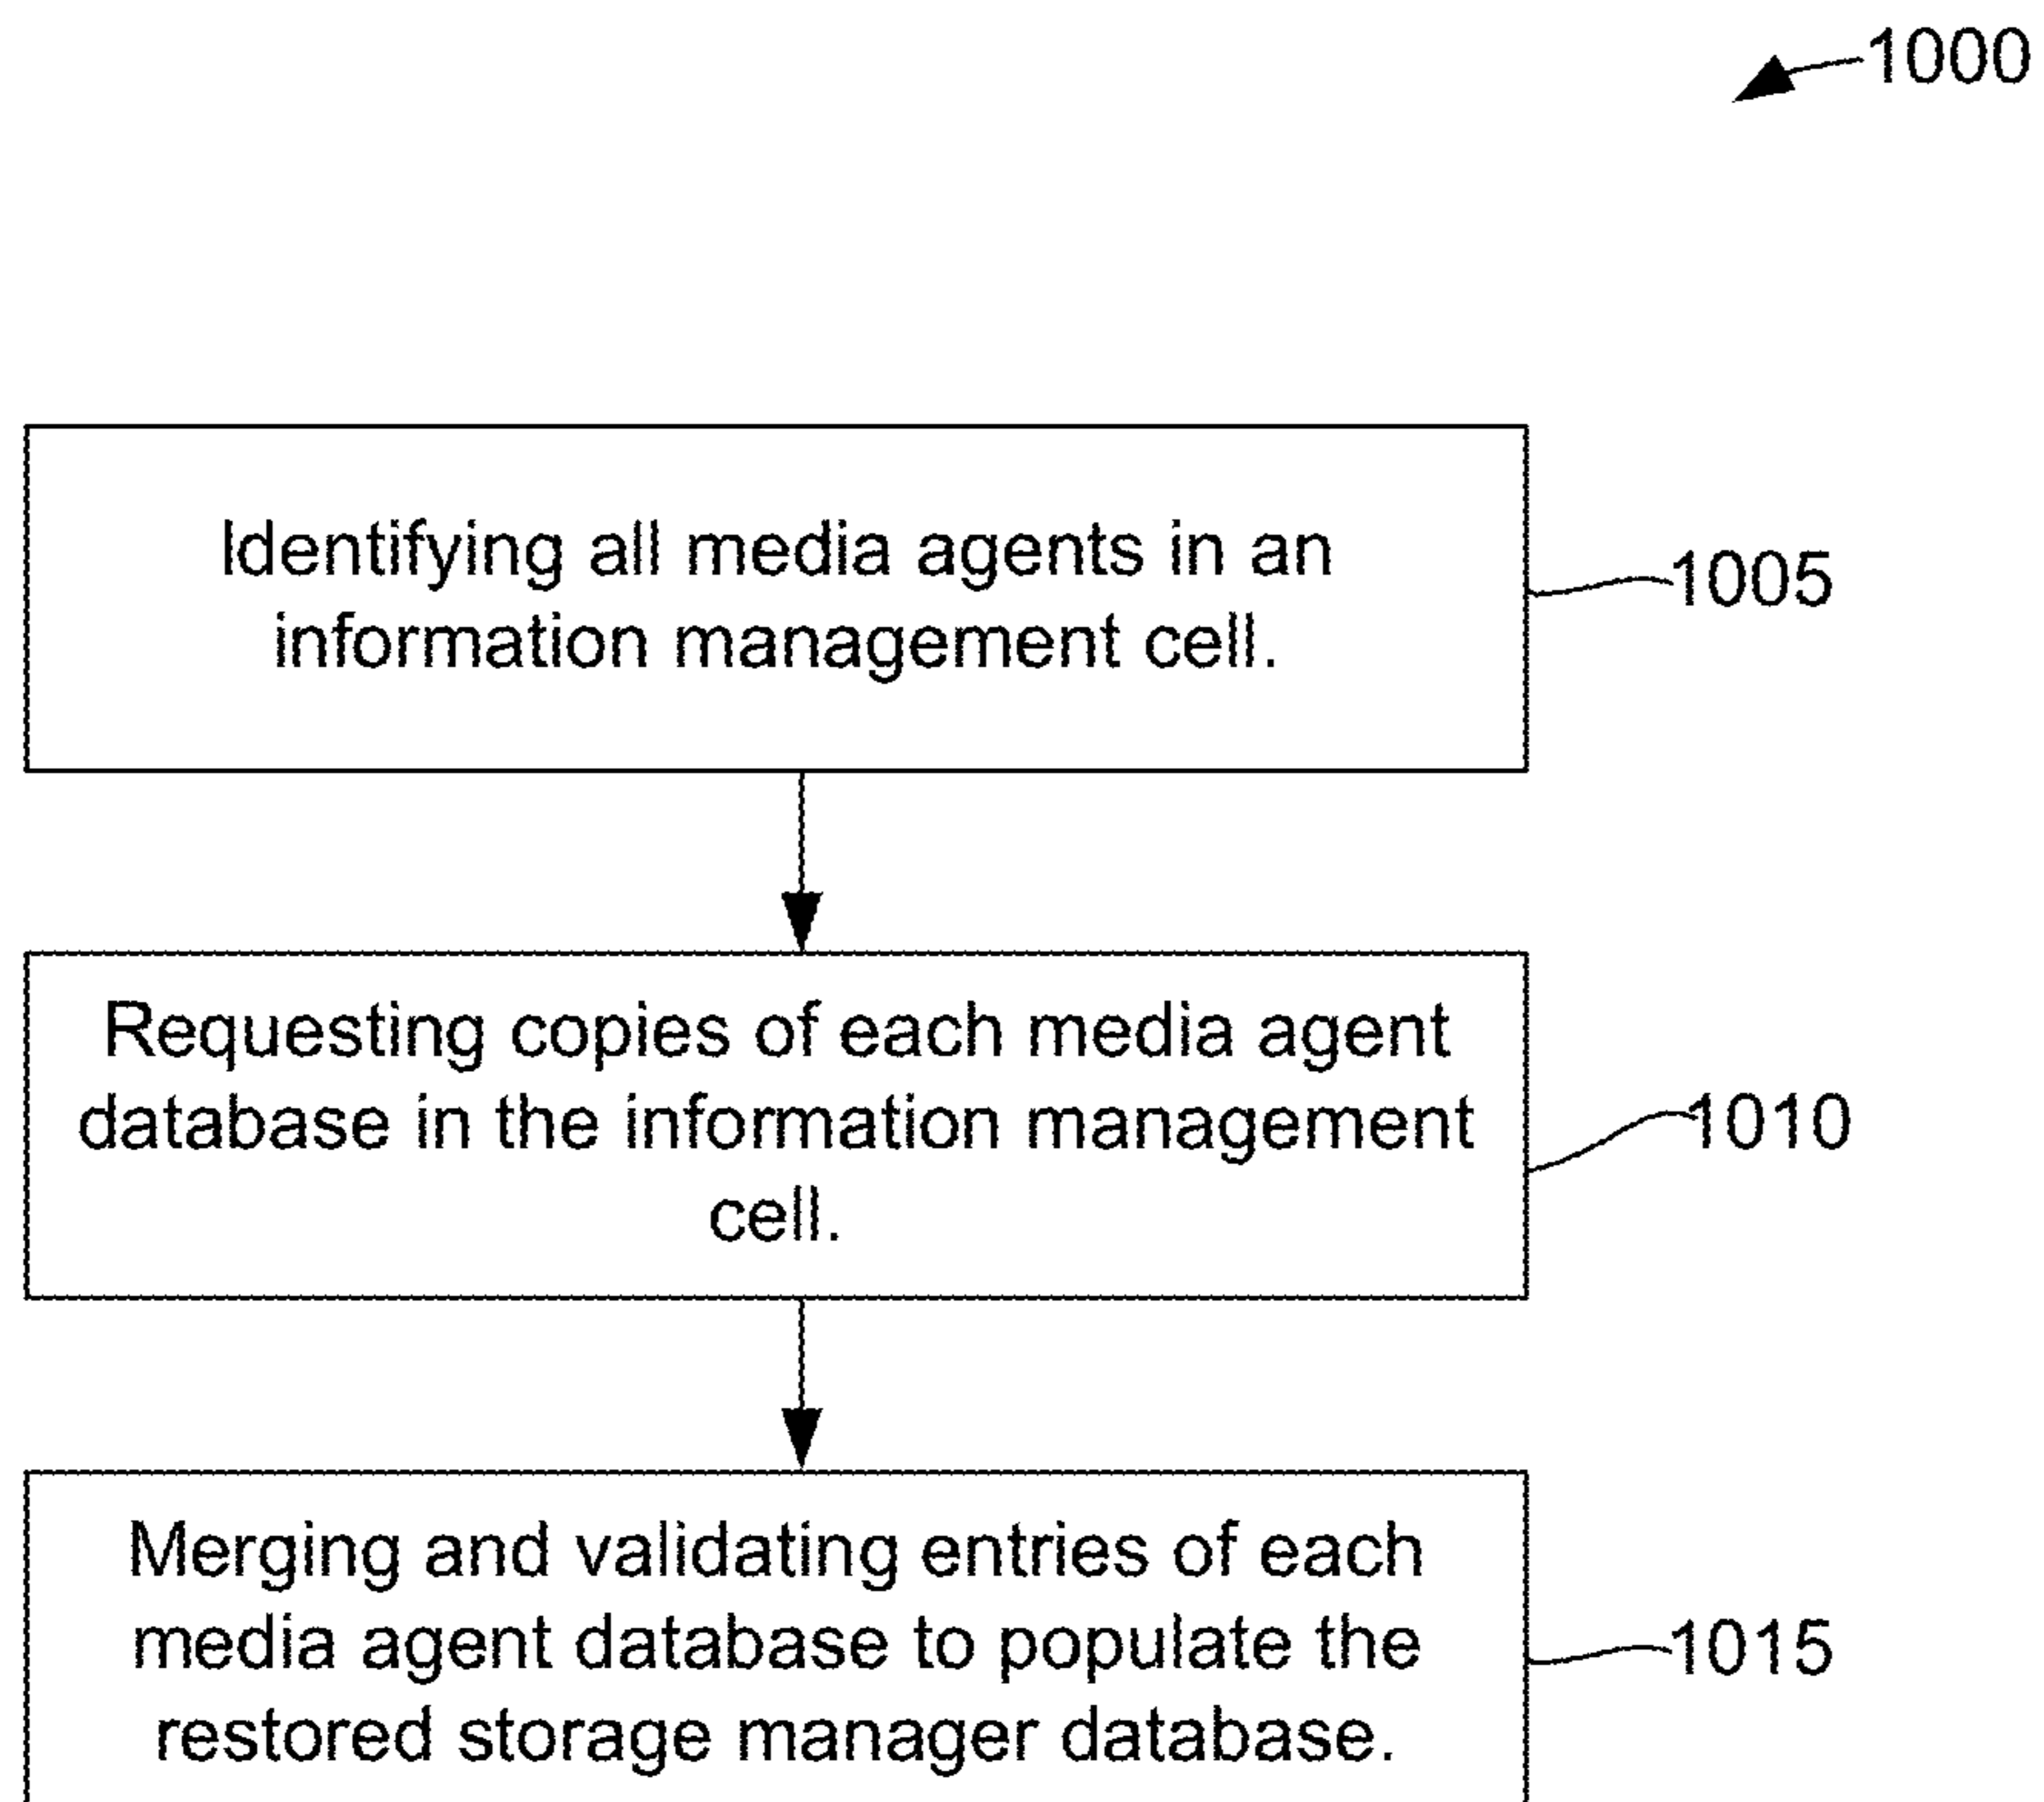 1000
Identifying all media agents in an
information management cell.
1005
Requesting copies of each media agent
database in the information management
cell.
1010
Merging and validating entries of each
media agent database to populate the
restored storage manager database.
1015